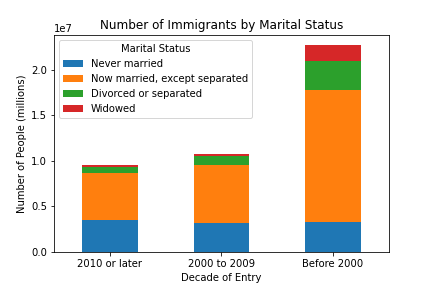 Number of Immigrants by Marital Status
1e7
Marital Status
Never married
Now married, except separated
Divorced or separated
Widowed
Number of People (millions)
2.0
1.5
1.0
0.5
0.0
2010 or later 2000 to 2009 Before 2000
Decade of Entry